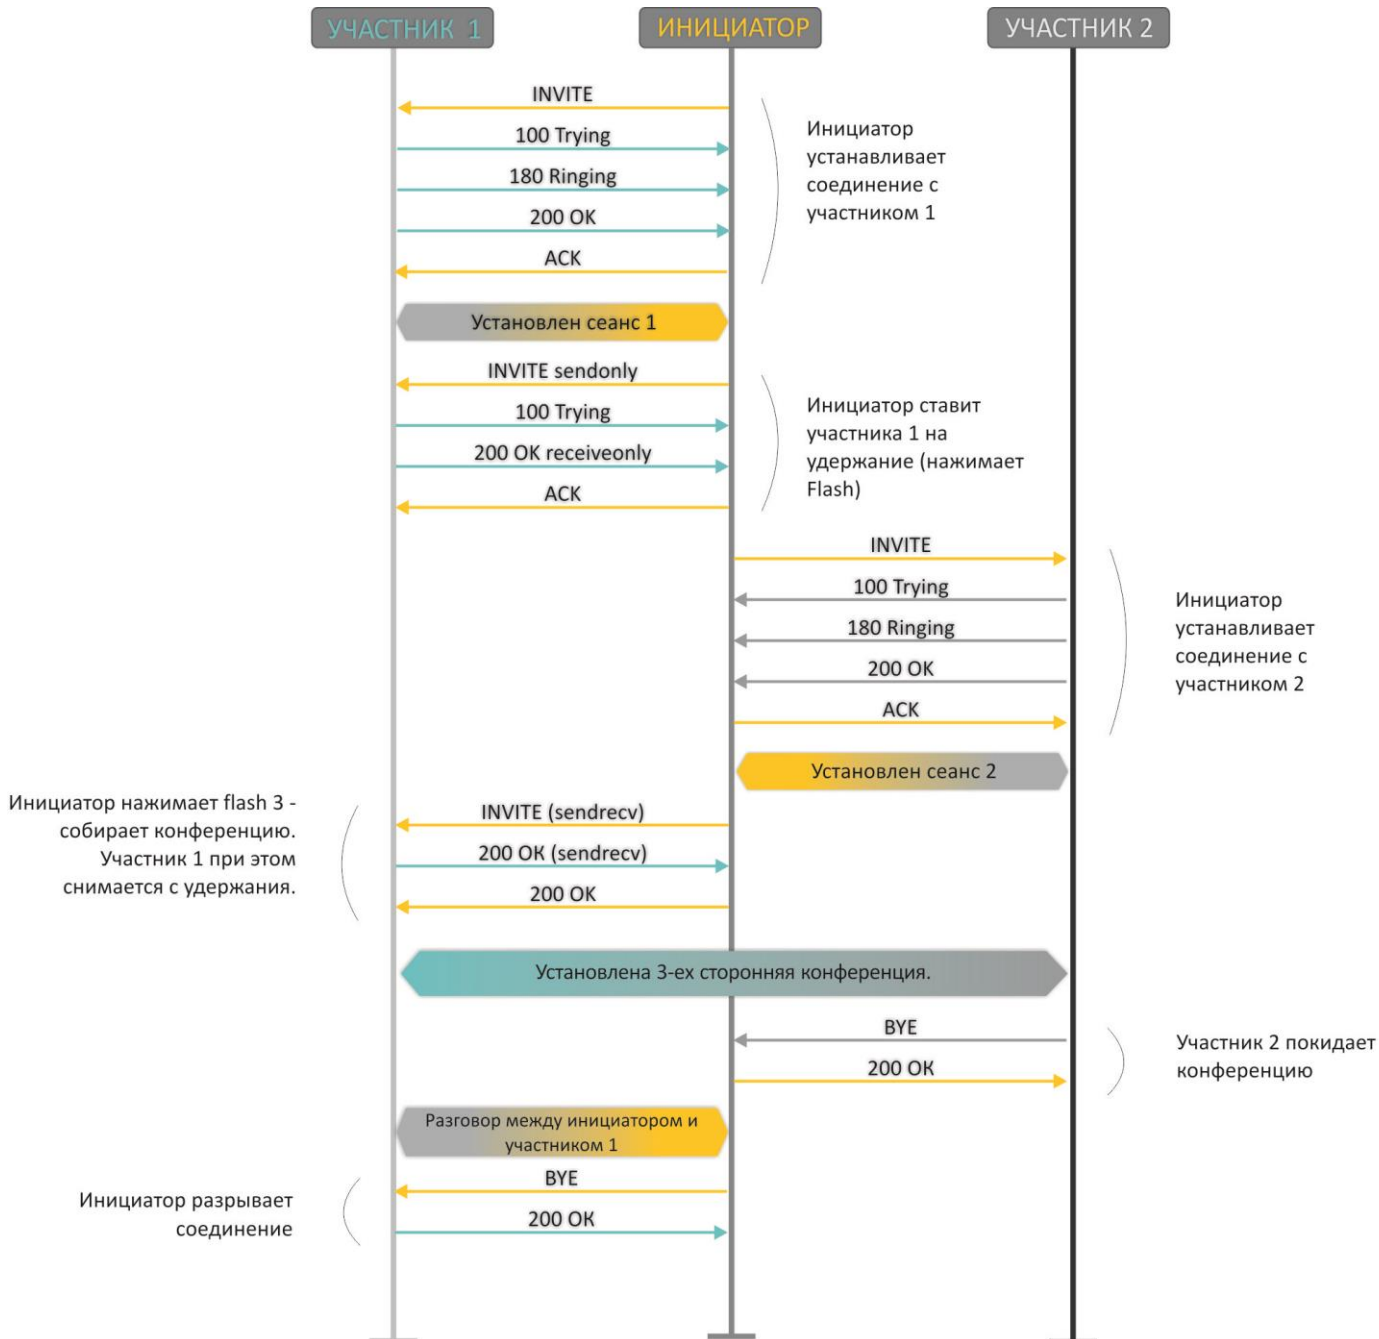 УЧАСТНИК 1
ИНИЦИАТОР
УЧАСТНИК 2
INVITE
100 Trying
180 Ringing
200 OK
ACK
Инициатор
устанавливает
соединение с
участником 1
Установлен сеанс 1
INVITE sendonly
100 Trying
200 OK receiveonly
ACK
Инициатор ставит
участника 1 на
удержание (нажимает
Flash)
INVITE
100 Trying
180 Ringing
200 OK
ACK
Инициатор
устанавливает
соединение с
участником 2
Установлен сеанс 2
Инициатор нажимает flash 3 -
собирает конференцию.
Участник 1 при этом
снимается с удержания.
INVITE (sendrecv)
200 OK (sendrecv)
200 OK
Установлена 3-ех сторонняя конференция.
BYE
200 OK
Участник 2 покидает
конференцию
Разговор между инициатором и
участником 1
Инициатор разрывает
соединение
BYE
200 OK